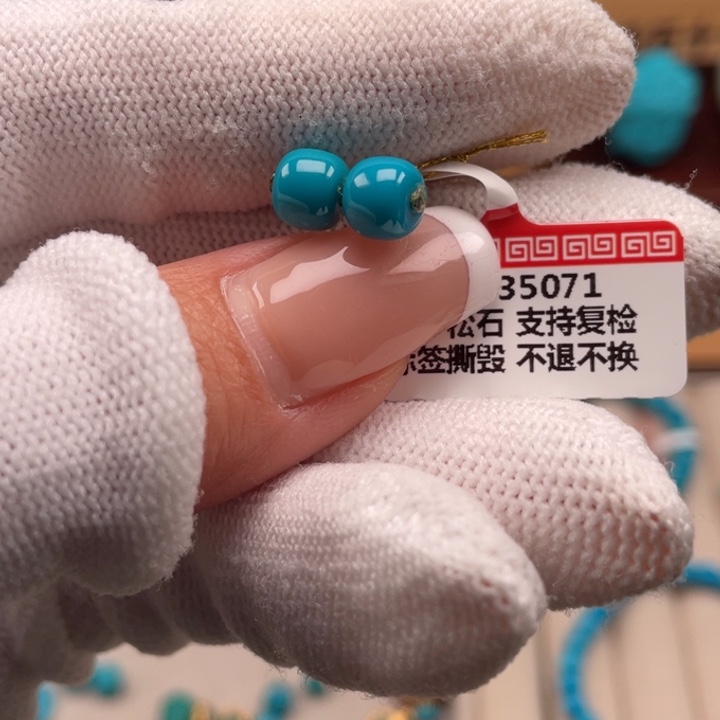 35071
松石 支持复检
签撕毁 不退不换